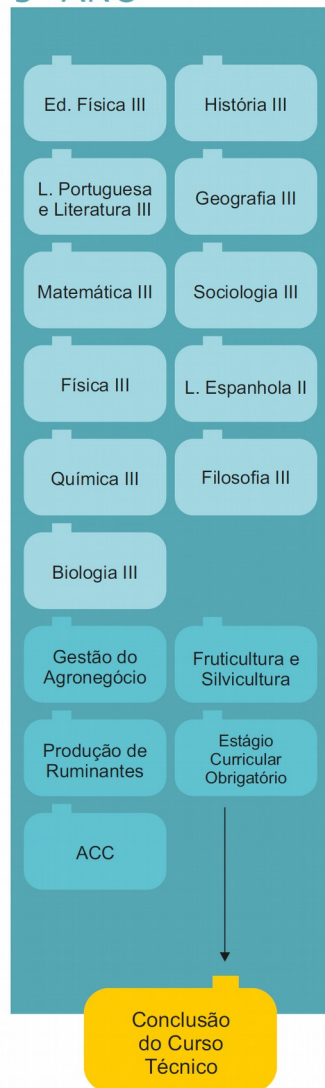 Ed. Física III
História III
L. Portuguesa
e Literatura III
Geografia III
Matemática III
Sociologia III
Física III
L. Espanhola II
Química III
Filosofia III
Biologia III
Gestão do
Agronegócio
Fruticultura e
Silvicultura
Produção de
Ruminantes
Estágio
Curricular
Obrigatório
ACC
Conclusão
do Curso
Técnico